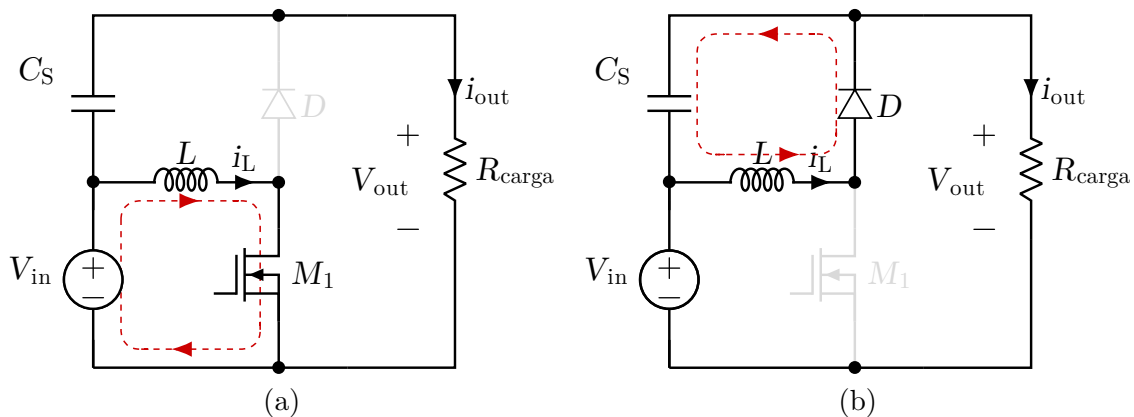 C_S
D
i_out
L
i_L
+
V_out
−
R_carga
V_in
+
−
M_1
(a)
C_S
D
i_out
L
i_L
+
V_out
−
R_carga
V_in
+
−
M_1
(b)